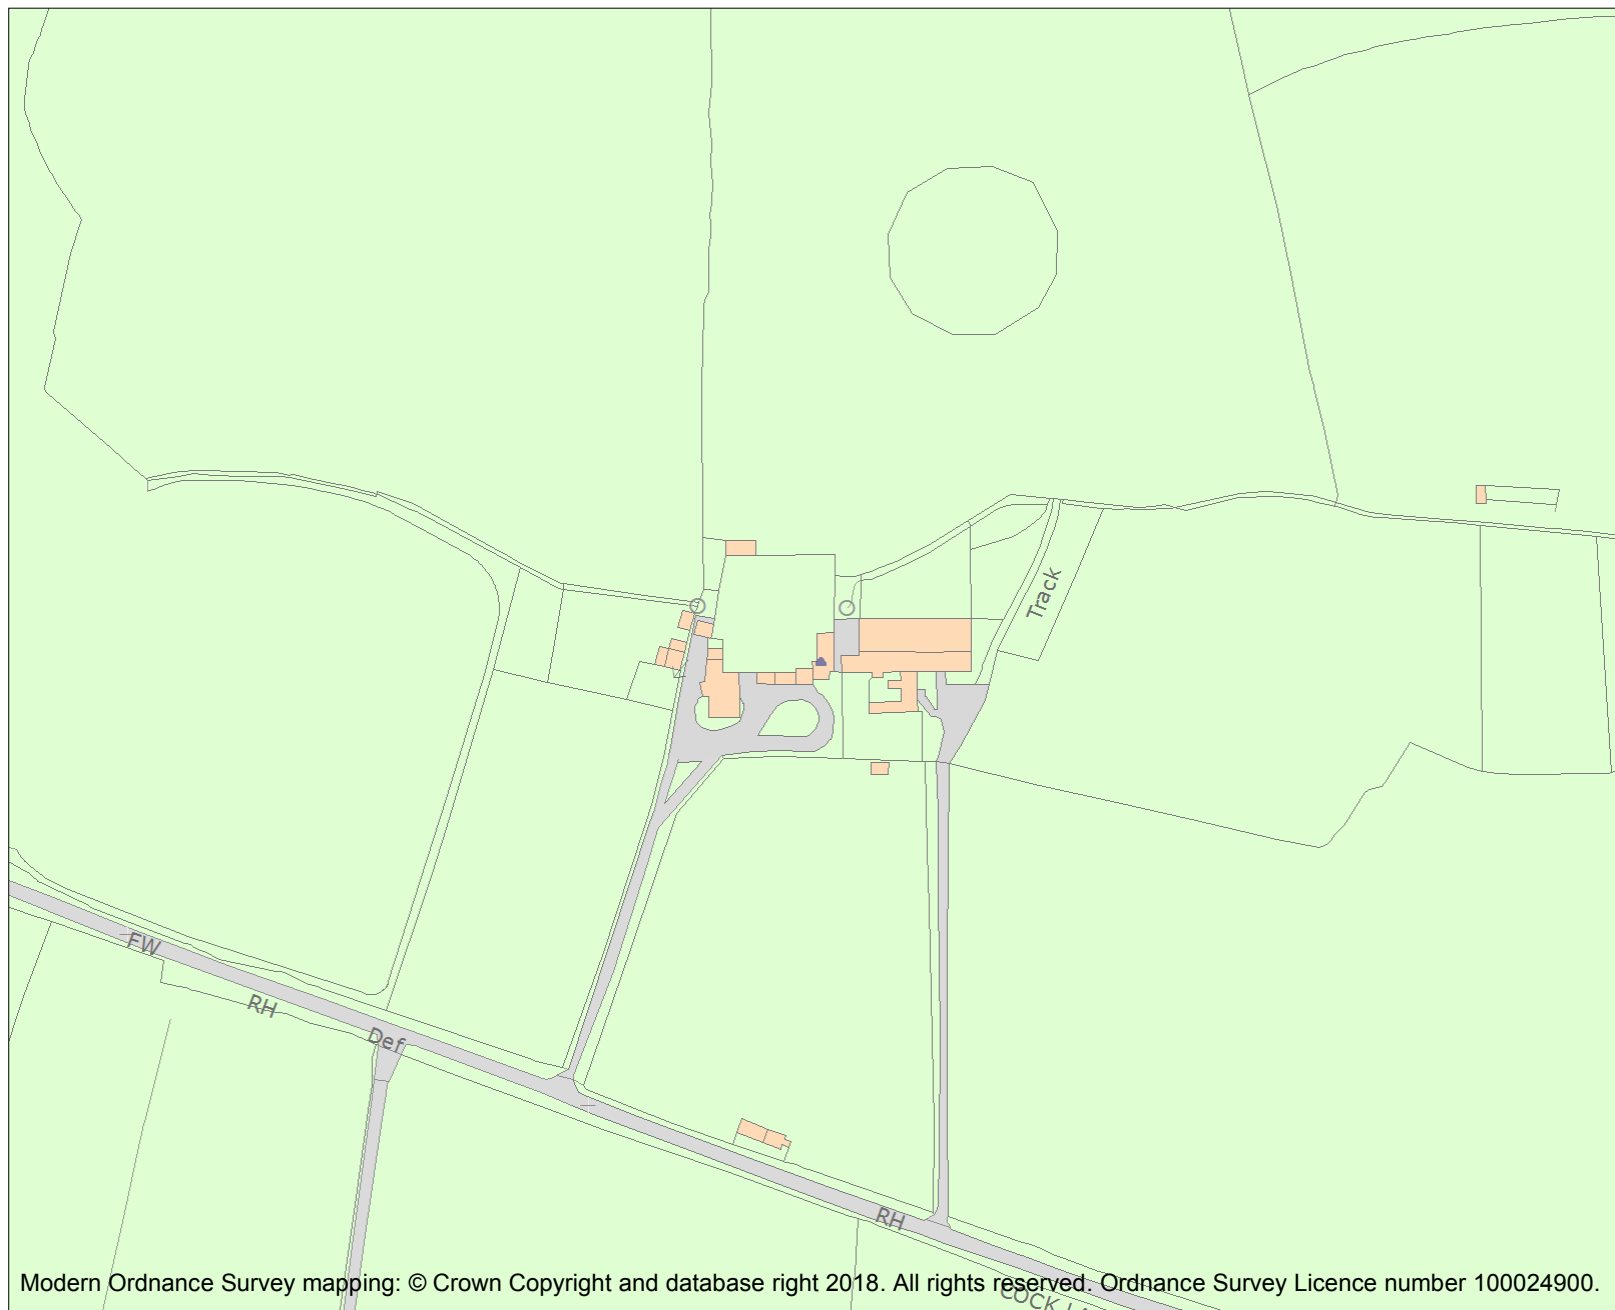 Track
FW
RH
Def
RH
Modern Ordnance Survey mapping: © Crown Copyright and database right 2018. All rights reserved. Ordnance Survey Licence number 100024900.
COCK